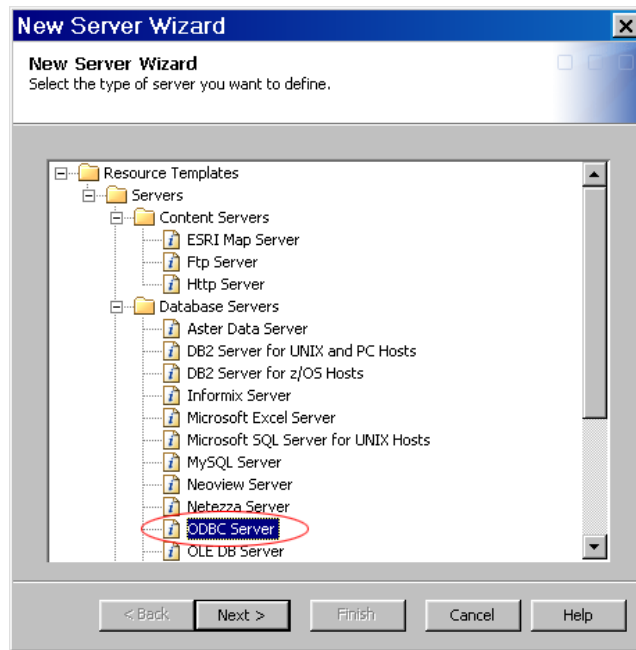 New Server Wizard
New Server Wizard
Select the type of server you want to define.
Resource Templates
Servers
Content Servers
ESRI Map Server
Ftp Server
Http Server
Database Servers
Aster Data Server
DB2 Server for UNIX and PC Hosts
DB2 Server for z/OS Hosts
Informix Server
Microsoft Excel Server
Microsoft SQL Server for UNIX Hosts
MySQL Server
Neoview Server
Netezza Server
ODBC Server
OLE DB Server
< Back Next > Finish Cancel Help